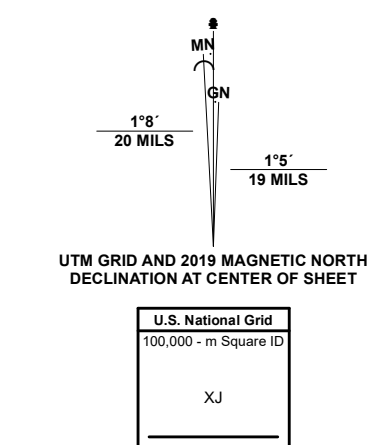 MN
GN
1°8´
20 MILS
1°5´
19 MILS
UTM GRID AND 2019 MAGNETIC NORTH
DECLINATION AT CENTER OF SHEET
U.S. National Grid
100,000 - m Square ID
XJ